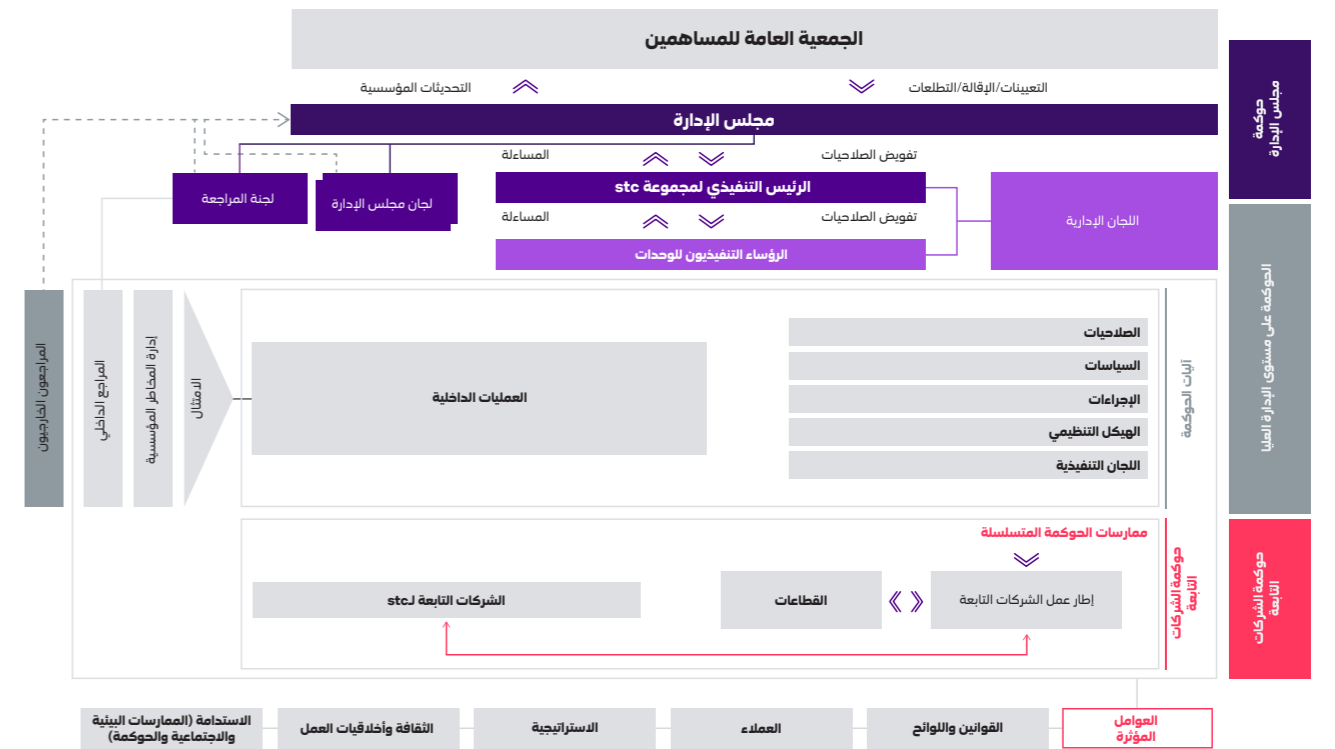 الجمعية العامة للمساهمين
التعيينات/الإقالة/التطلعات
التحديثات المؤسسية
مجلس الإدارة
تفويض الصلاحيات
المساءلة
الرئيس التنفيذي لمجموعة stc
لجان مجلس الإدارة
لجنة المراجعة
تفويض الصلاحيات
المساءلة
الرؤساء التنفيذيون للوحدات
اللجان الإدارية
حوكمة
مجلس الإدارة
الحوكمة على مستوى الإدارة العليا
حوكمة الشركات
التابعة
آليات الحوكمة
الصلاحيات
السياسات
الإجراءات
الهيكل التنظيمي
اللجان التنفيذية
العمليات الداخلية
الامتثال
إدارة المخاطر المؤسسية
المراجع الداخلي
المراجعون الخارجيون
حوكمة الشركات
التابعة
ممارسات الحوكمة المتسلسلة
إطار عمل الشركات التابعة
القطاعات
الشركات التابعة لـstc
العوامل
المؤثرة
القوانين واللوائح
العملاء
الاستراتيجية
الثقافة وأخلاقيات العمل
الاستدامة (الممارسات البيئية
والاجتماعية والحوكمة)